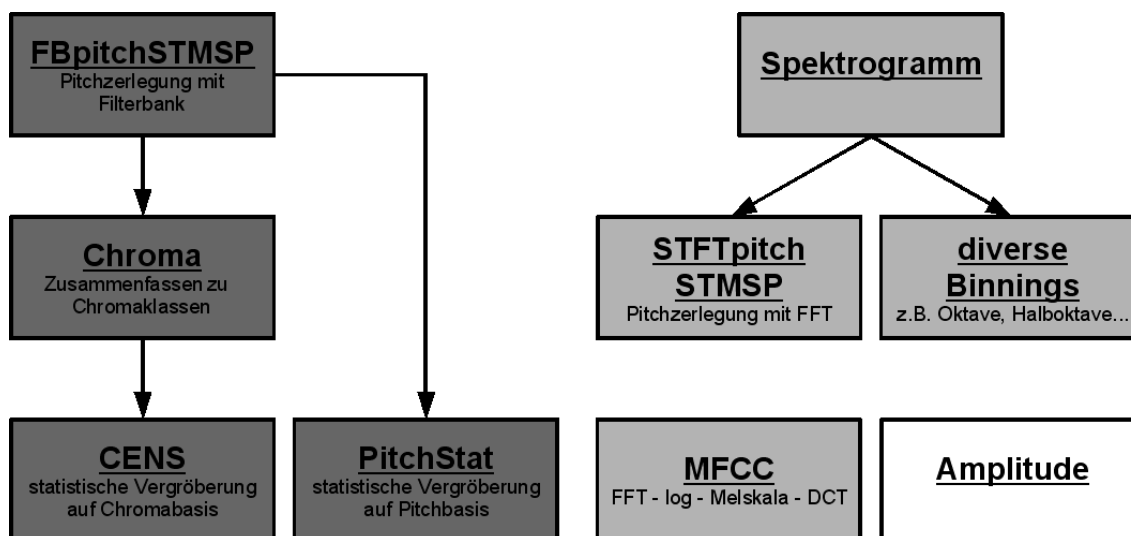 FBpitchSTMSP
Pitchzerlegung mit
Filterbank
Spektrogramm
Chroma
Zusammenfassen zu
Chromaklassen
STFTpitch
STMSP
Pitchzerlegung mit FFT
diverse
Binnings
z.B. Oktave, Halboktave...
CENS
statistische Vergröberung
auf Chromabasis
PitchStat
statistische Vergröberung
auf Pitchbasis
MFCC
FFT - log - Melskala - DCT
Amplitude